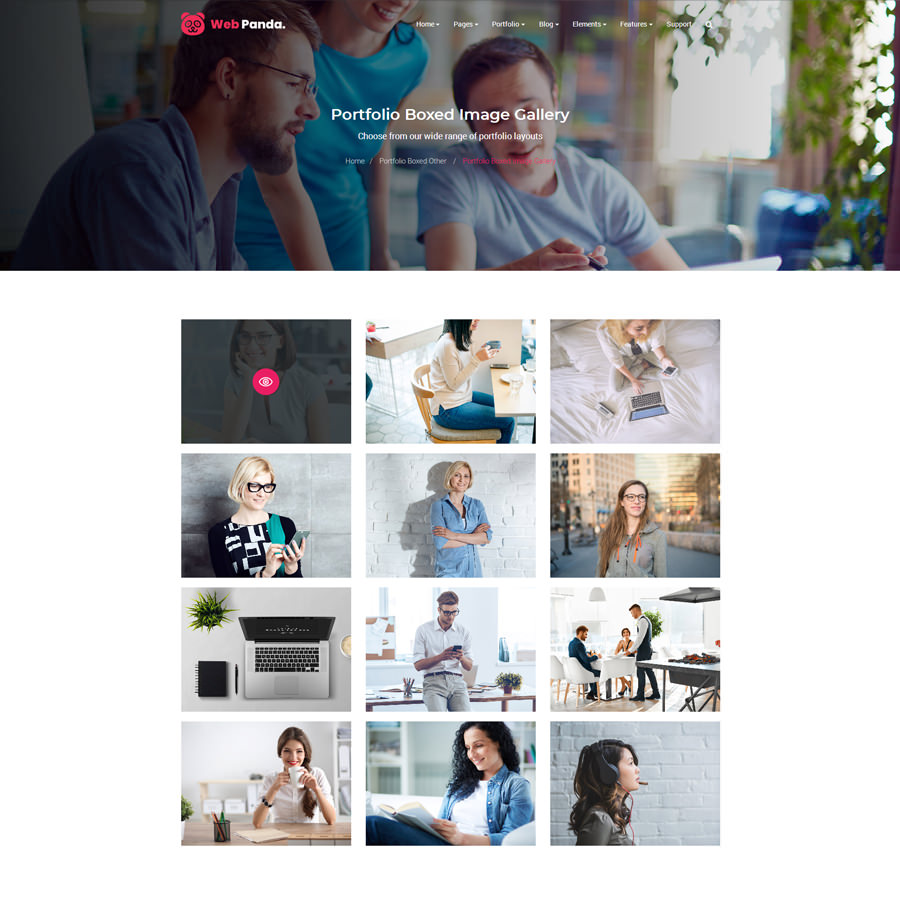 Web Panda.
Home Pages Portfolio Blog Elements Features Support
Portfolio Boxed Image Gallery
Choose from our wide range of portfolio layouts
Home / Portfolio Boxed Other / Portfolio Boxed Image Gallery